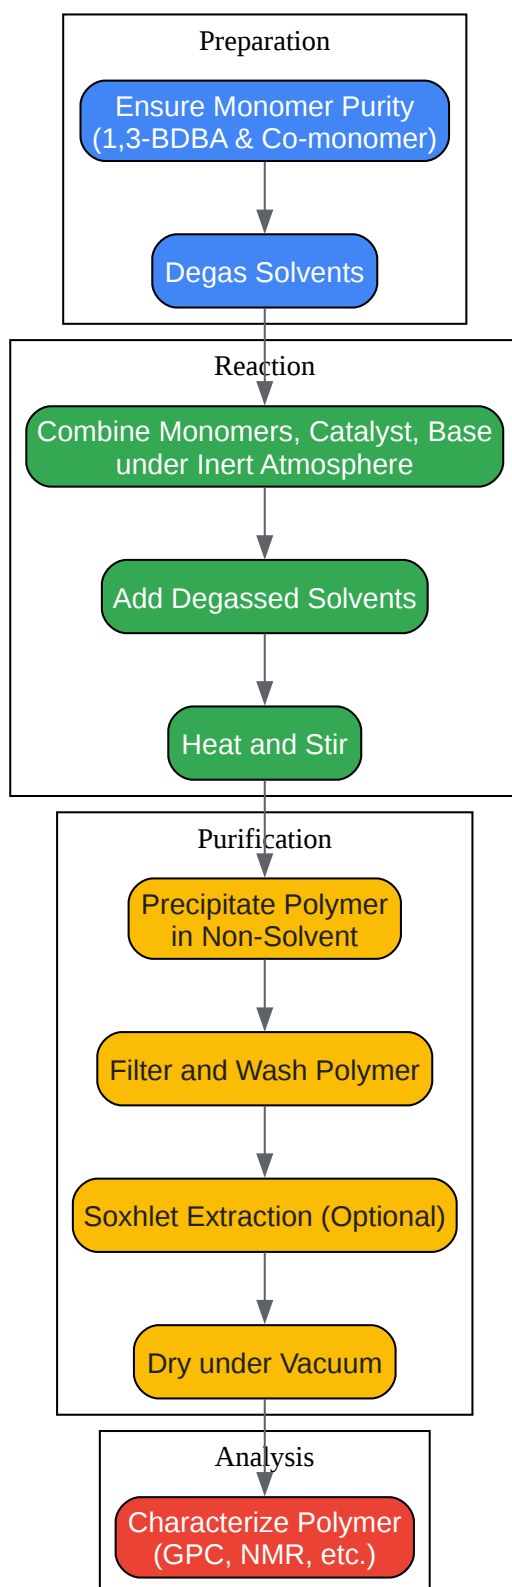 Preparation
Ensure Monomer Purity
(1,3-BDBA & Co-monomer)
Degas Solvents
Reaction
Combine Monomers, Catalyst, Base
under Inert Atmosphere
Add Degassed Solvents
Heat and Stir
Purification
Precipitate Polymer
in Non-Solvent
Filter and Wash Polymer
Soxhlet Extraction (Optional)
Dry under Vacuum
Analysis
Characterize Polymer
(GPC, NMR, etc.)